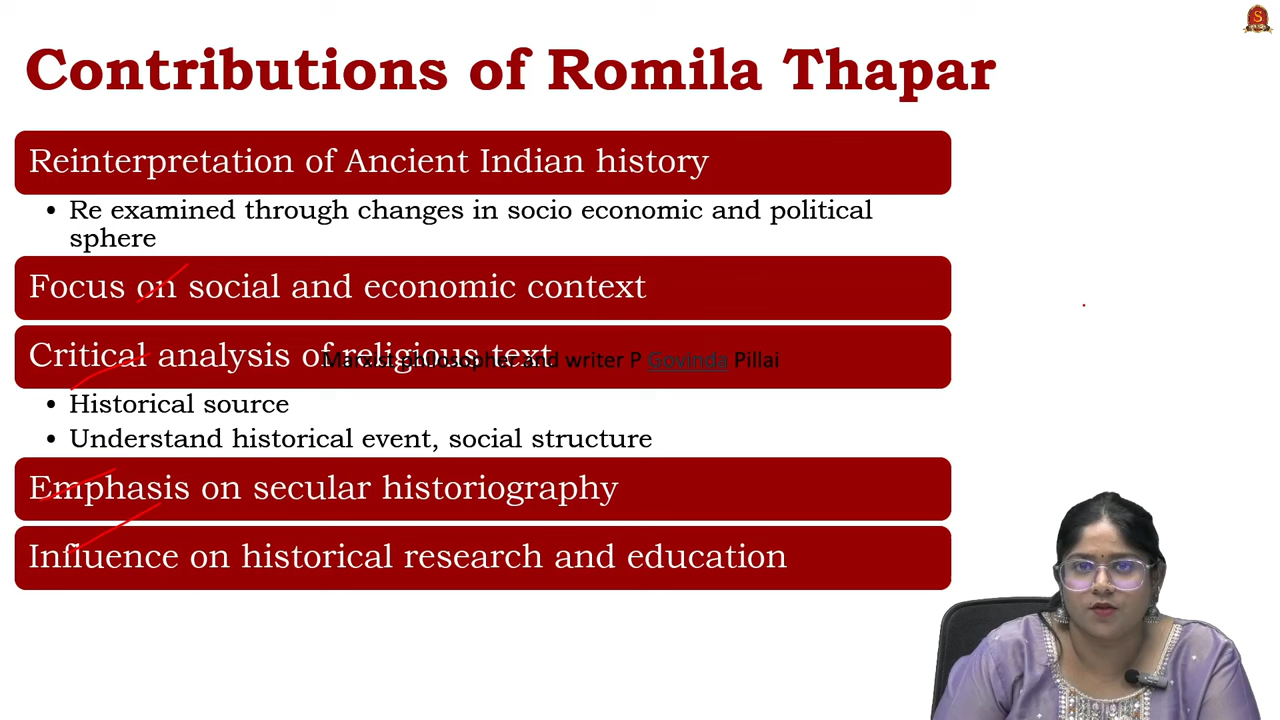 Contributions of Romila Thapar
Reinterpretation of Ancient Indian history
• Re examined through changes in socio economic and political
sphere
Focus on social and economic context
Critical analysis of religious text
Marxist philosopher and writer P Govinda Pillai
• Historical source
• Understand historical event, social structure
Emphasis on secular historiography
Influence on historical research and education
S